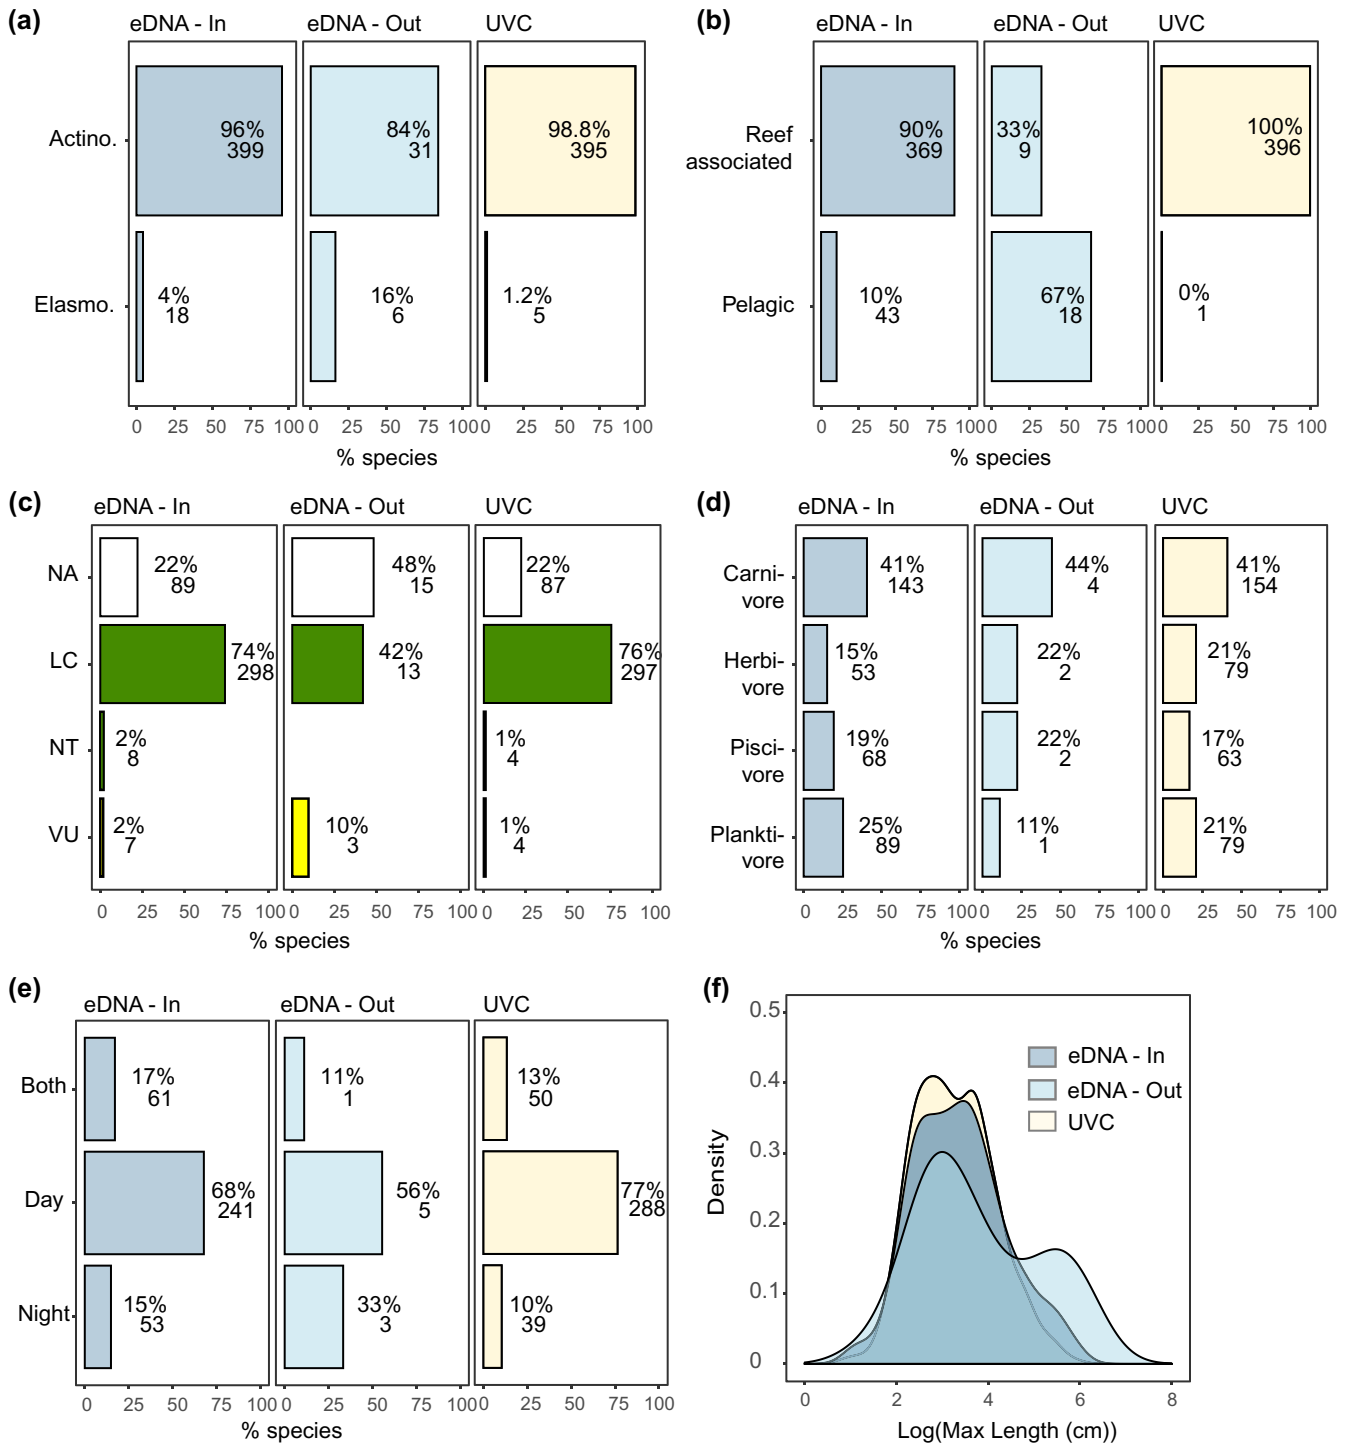 (a)
eDNA - In
eDNA - Out
UVC
Actino.
96%
399
84%
31
98.8%
395
Elasmo.
4%
18
16%
6
1.2%
5
0 25 50 75 100 0 25 50 75 100 0 25 50 75 100
% species
(b)
eDNA - In
eDNA - Out
UVC
Reef
associated
90%
369
33%
9
100%
396
Pelagic
10%
43
67%
18
0%
1
0 25 50 75 100 0 25 50 75 100 0 25 50 75 100
% species
(c)
eDNA - In
eDNA - Out
UVC
NA
22%
89
48%
15
22%
87
LC
74%
298
42%
13
76%
297
NT
2%
8
1%
4
VU
2%
7
10%
3
1%
4
0 25 50 75 100 0 25 50 75 100 0 25 50 75 100
% species
(d)
eDNA - In
eDNA - Out
UVC
Carni-
vore
41%
143
44%
4
41%
154
Herbi-
vore
15%
53
22%
2
21%
79
Pisci-
vore
19%
68
22%
2
17%
63
Plankti-
vore
25%
89
11%
1
21%
79
0 25 50 75 100 0 25 50 75 100 0 25 50 75 100
% species
(e)
eDNA - In
eDNA - Out
UVC
Both
17%
61
11%
1
13%
50
Day
68%
241
56%
5
77%
288
Night
15%
53
33%
3
10%
39
0 25 50 75 100 0 25 50 75 100 0 25 50 75 100
% species
(f)
0.5
0.4
0.3
0.2
0.1
0
Density
eDNA - In
eDNA - Out
UVC
0 2 4 6 8
Log(Max Length (cm))